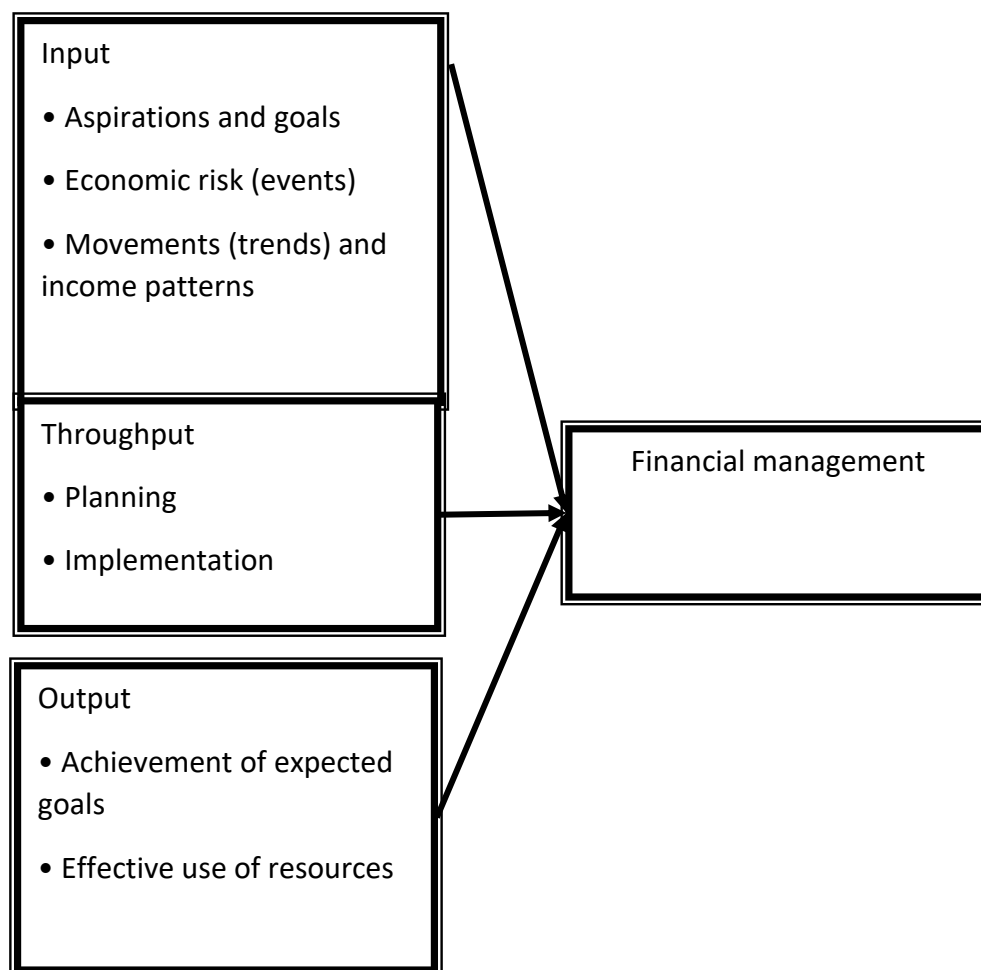 Input
• Aspirations and goals
• Economic risk (events)
• Movements (trends) and
income patterns
Throughput
• Planning
• Implementation
Financial management
Output
• Achievement of expected
goals
• Effective use of resources